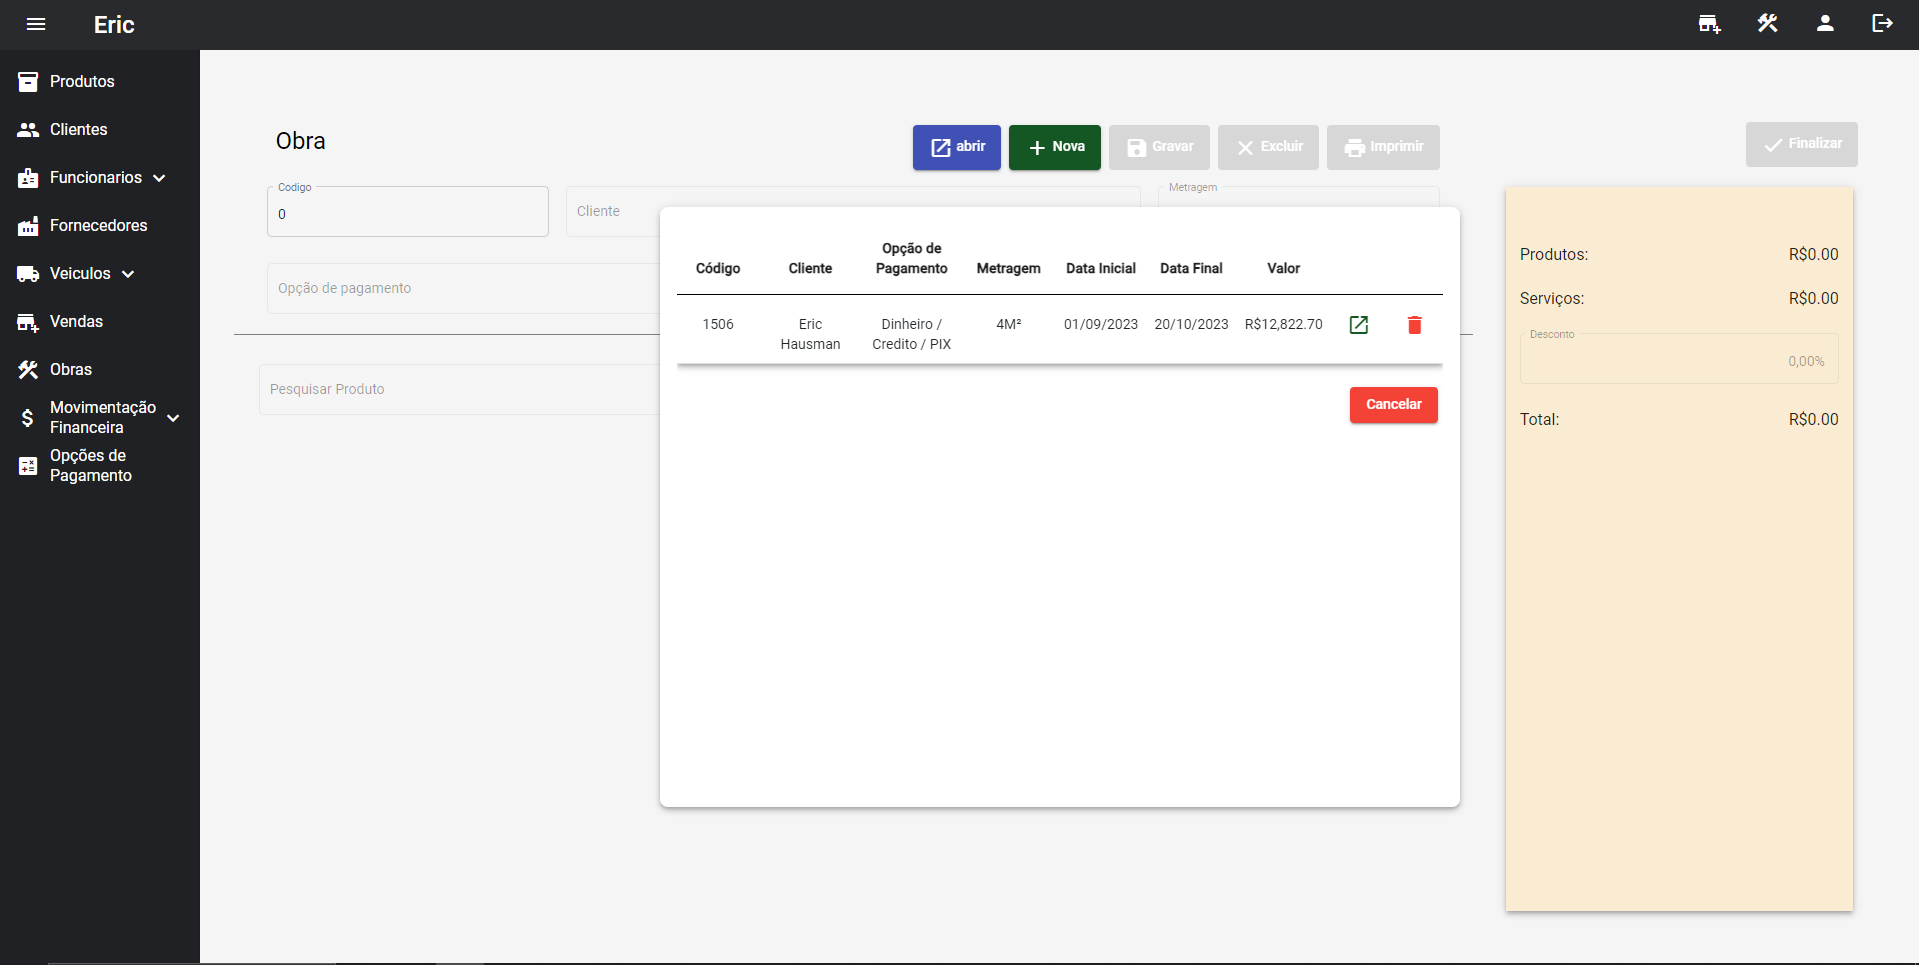 Eric
Produtos
Clientes
Funcionarios
Fornecedores
Veiculos
Vendas
Obras
Movimentação
Financeira
Opções de
Pagamento
Obra
abrir
Nova
Gravar
Excluir
Imprimir
Finalizar
Codigo
0
Cliente
Metragem
Opção de pagamento
Pesquisar Produto
Código Cliente Opção de Pagamento Metragem Data Inicial Data Final Valor
1506 Eric Hausman Dinheiro / Credito / PIX 4M² 01/09/2023 20/10/2023 R$12,822.70
Cancelar
Produtos: R$0.00
Serviços: R$0.00
Desconto
0,00%
Total: R$0.00